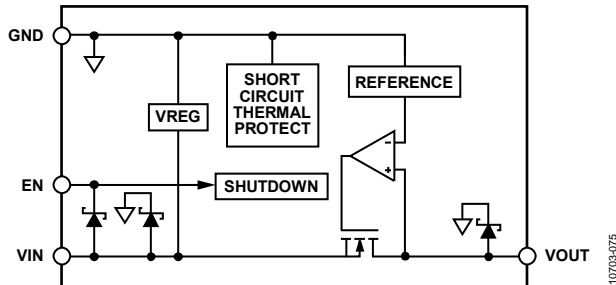 GND
SHORT
CIRCUIT
THERMAL
PROTECT
REFERENCE
VREG
-
+
EN
SHUTDOWN
VIN
VOUT
10703-075